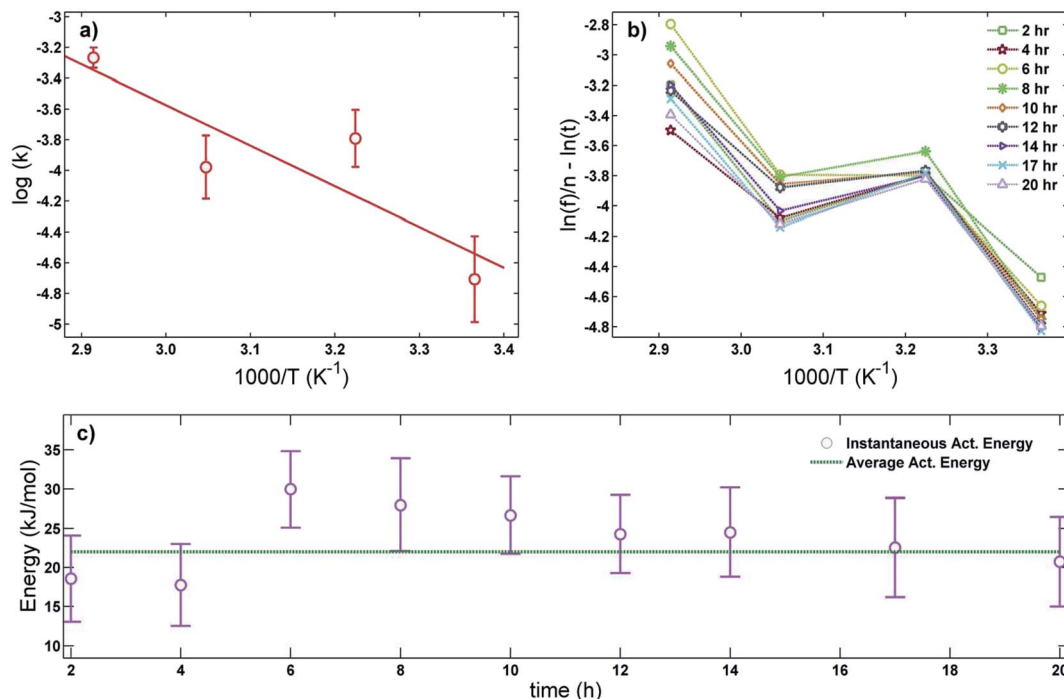 a)
-3
-3.2
-3.4
-3.6
-3.8
-4
-4.2
-4.4
-4.6
-4.8
-5
log (k)
2.9
3.0
3.1
3.2
3.3
3.4
1000/T (K⁻¹)
b)
-2.8
-3
-3.2
-3.4
-3.6
-3.8
-4
-4.2
-4.4
-4.6
-4.8
ln(f)/n - ln(t)
2.9
3.0
3.1
3.2
3.3
1000/T (K⁻¹)
2 hr
4 hr
6 hr
8 hr
10 hr
12 hr
14 hr
17 hr
20 hr
c)
35
30
25
20
15
10
Energy (kJ/mol)
Instantaneous Act. Energy
Average Act. Energy
2
4
6
8
10
12
14
16
18
20
time (h)